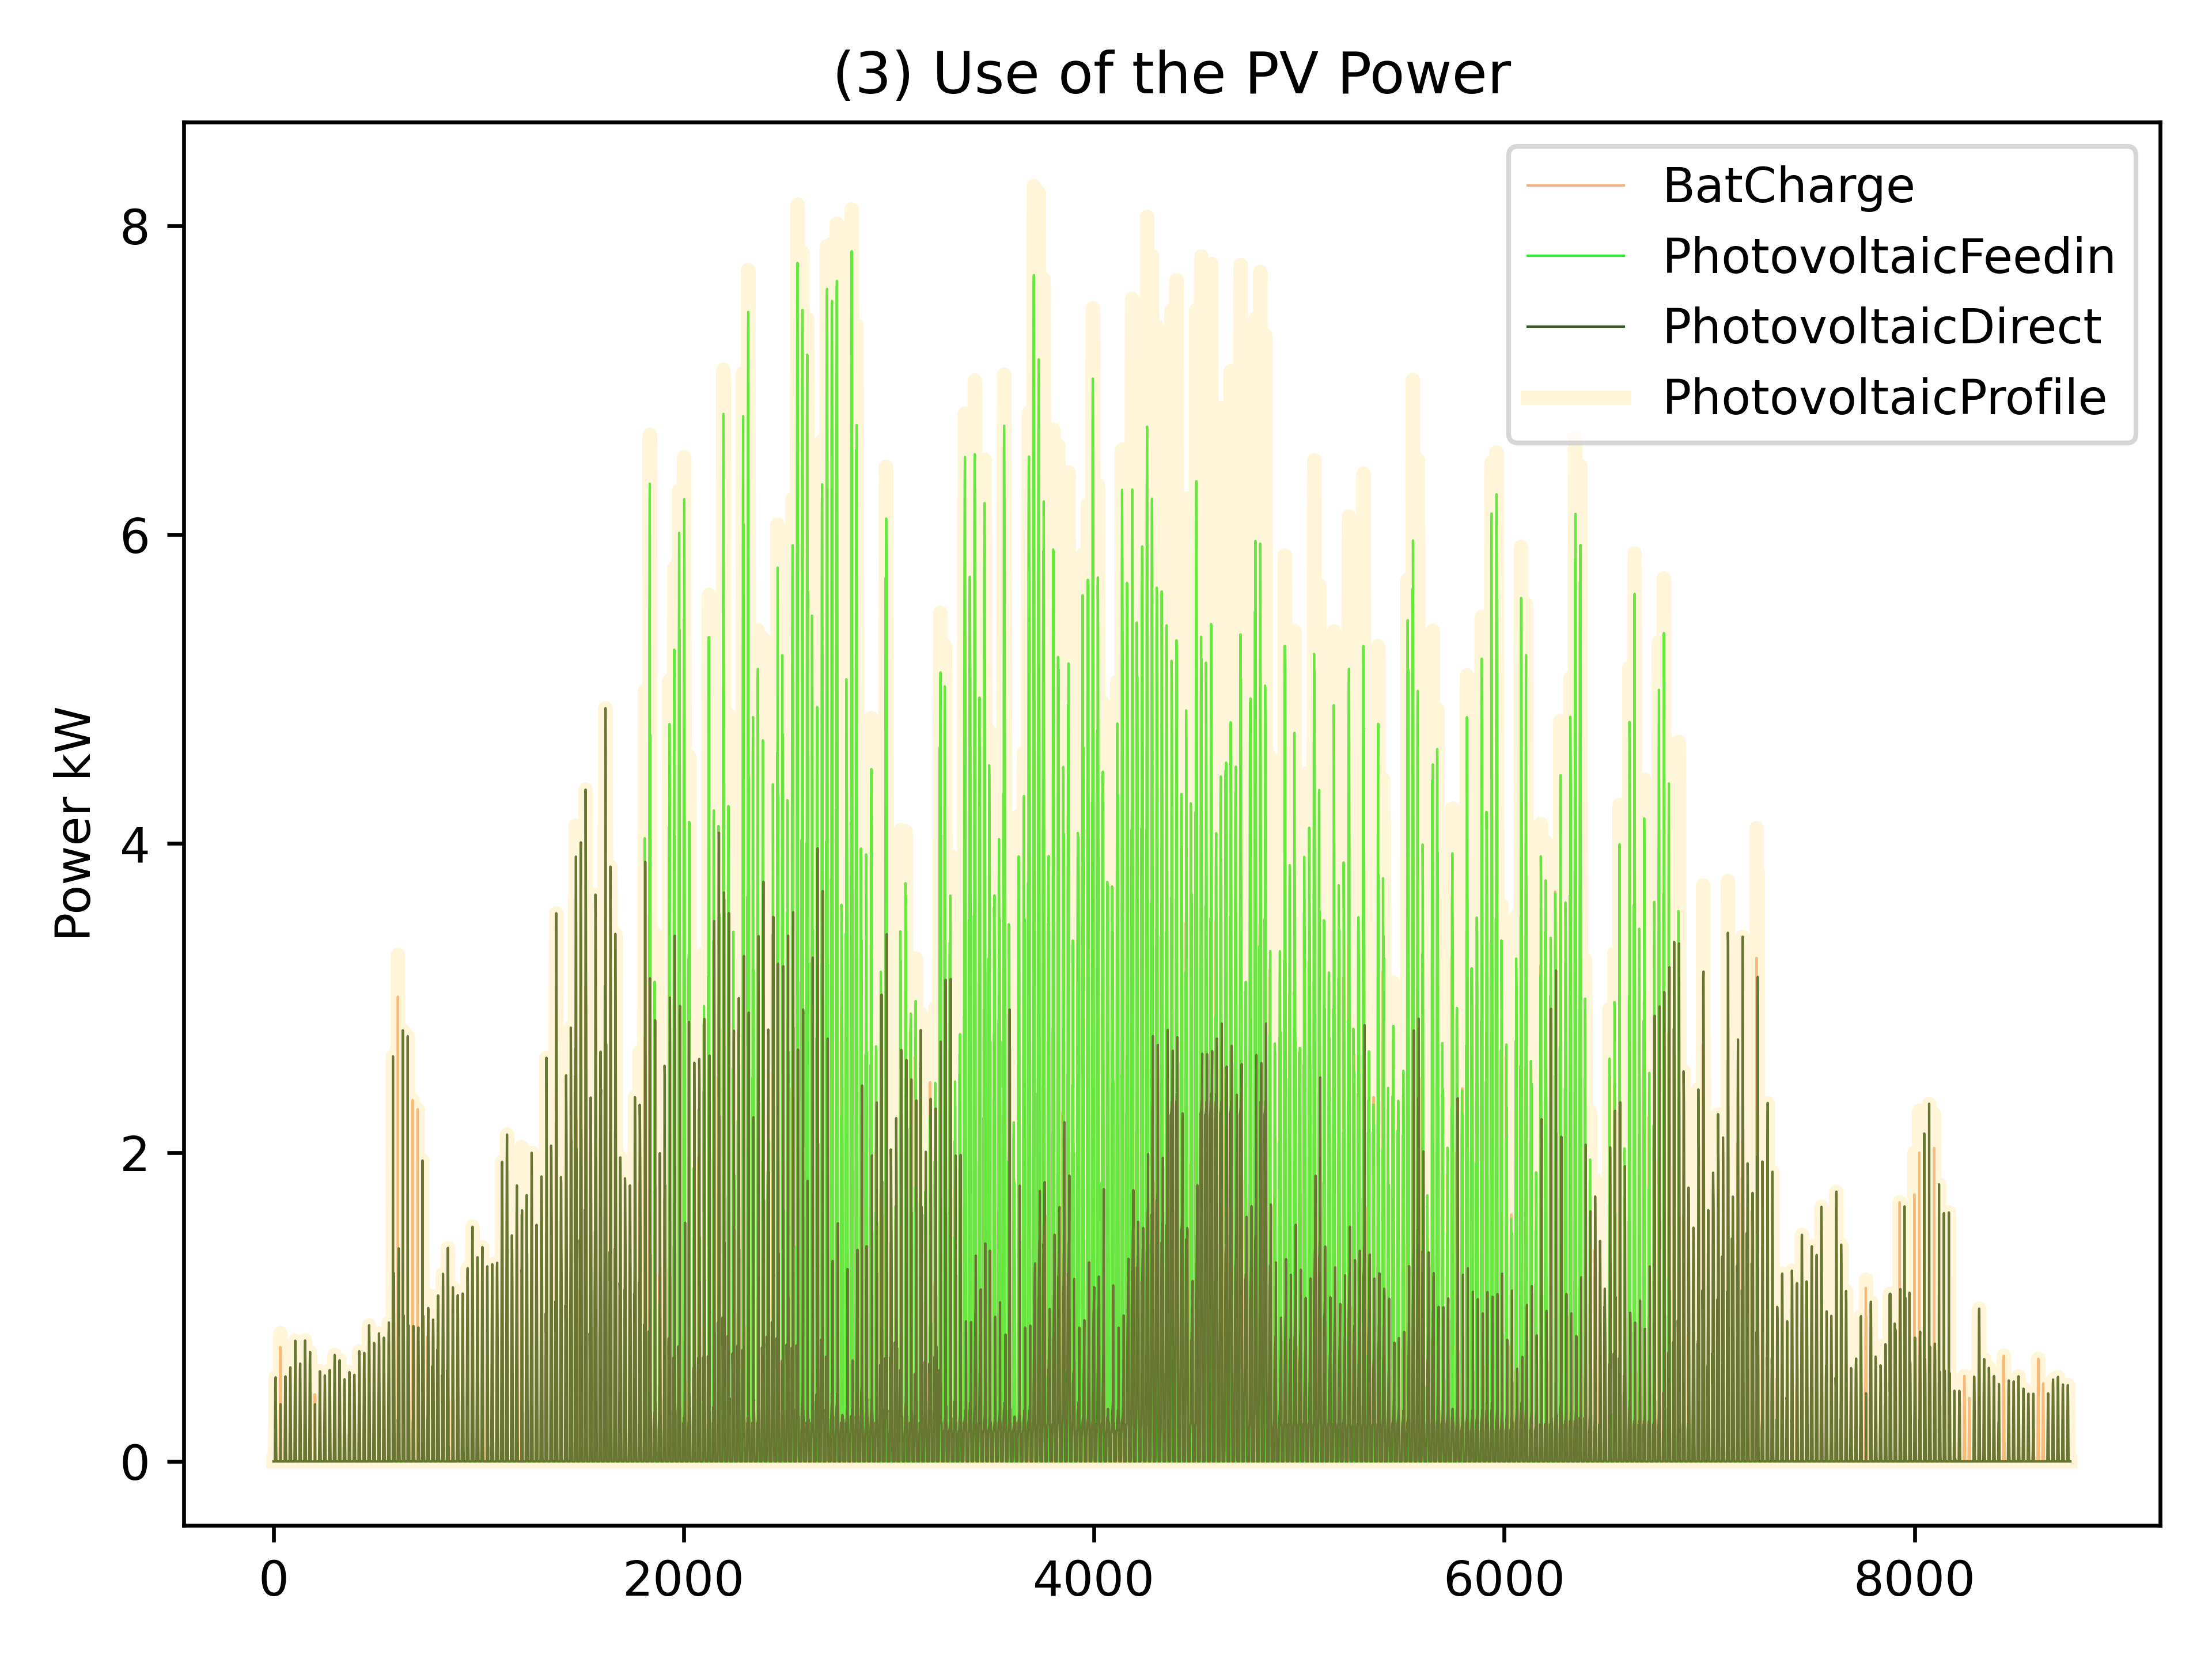 (3) Use of the PV Power
BatCharge
PhotovoltaicFeedin
PhotovoltaicDirect
PhotovoltaicProfile
Power kW
8
6
4
2
0
0 2000 4000 6000 8000